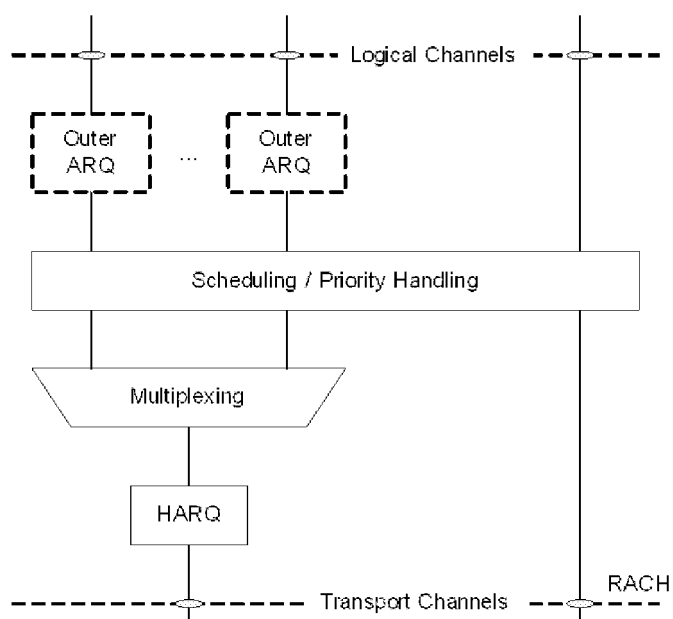 Logical Channels
Outer
ARQ
...
Outer
ARQ
Scheduling / Priority Handling
Multiplexing
HARQ
RACH
Transport Channels